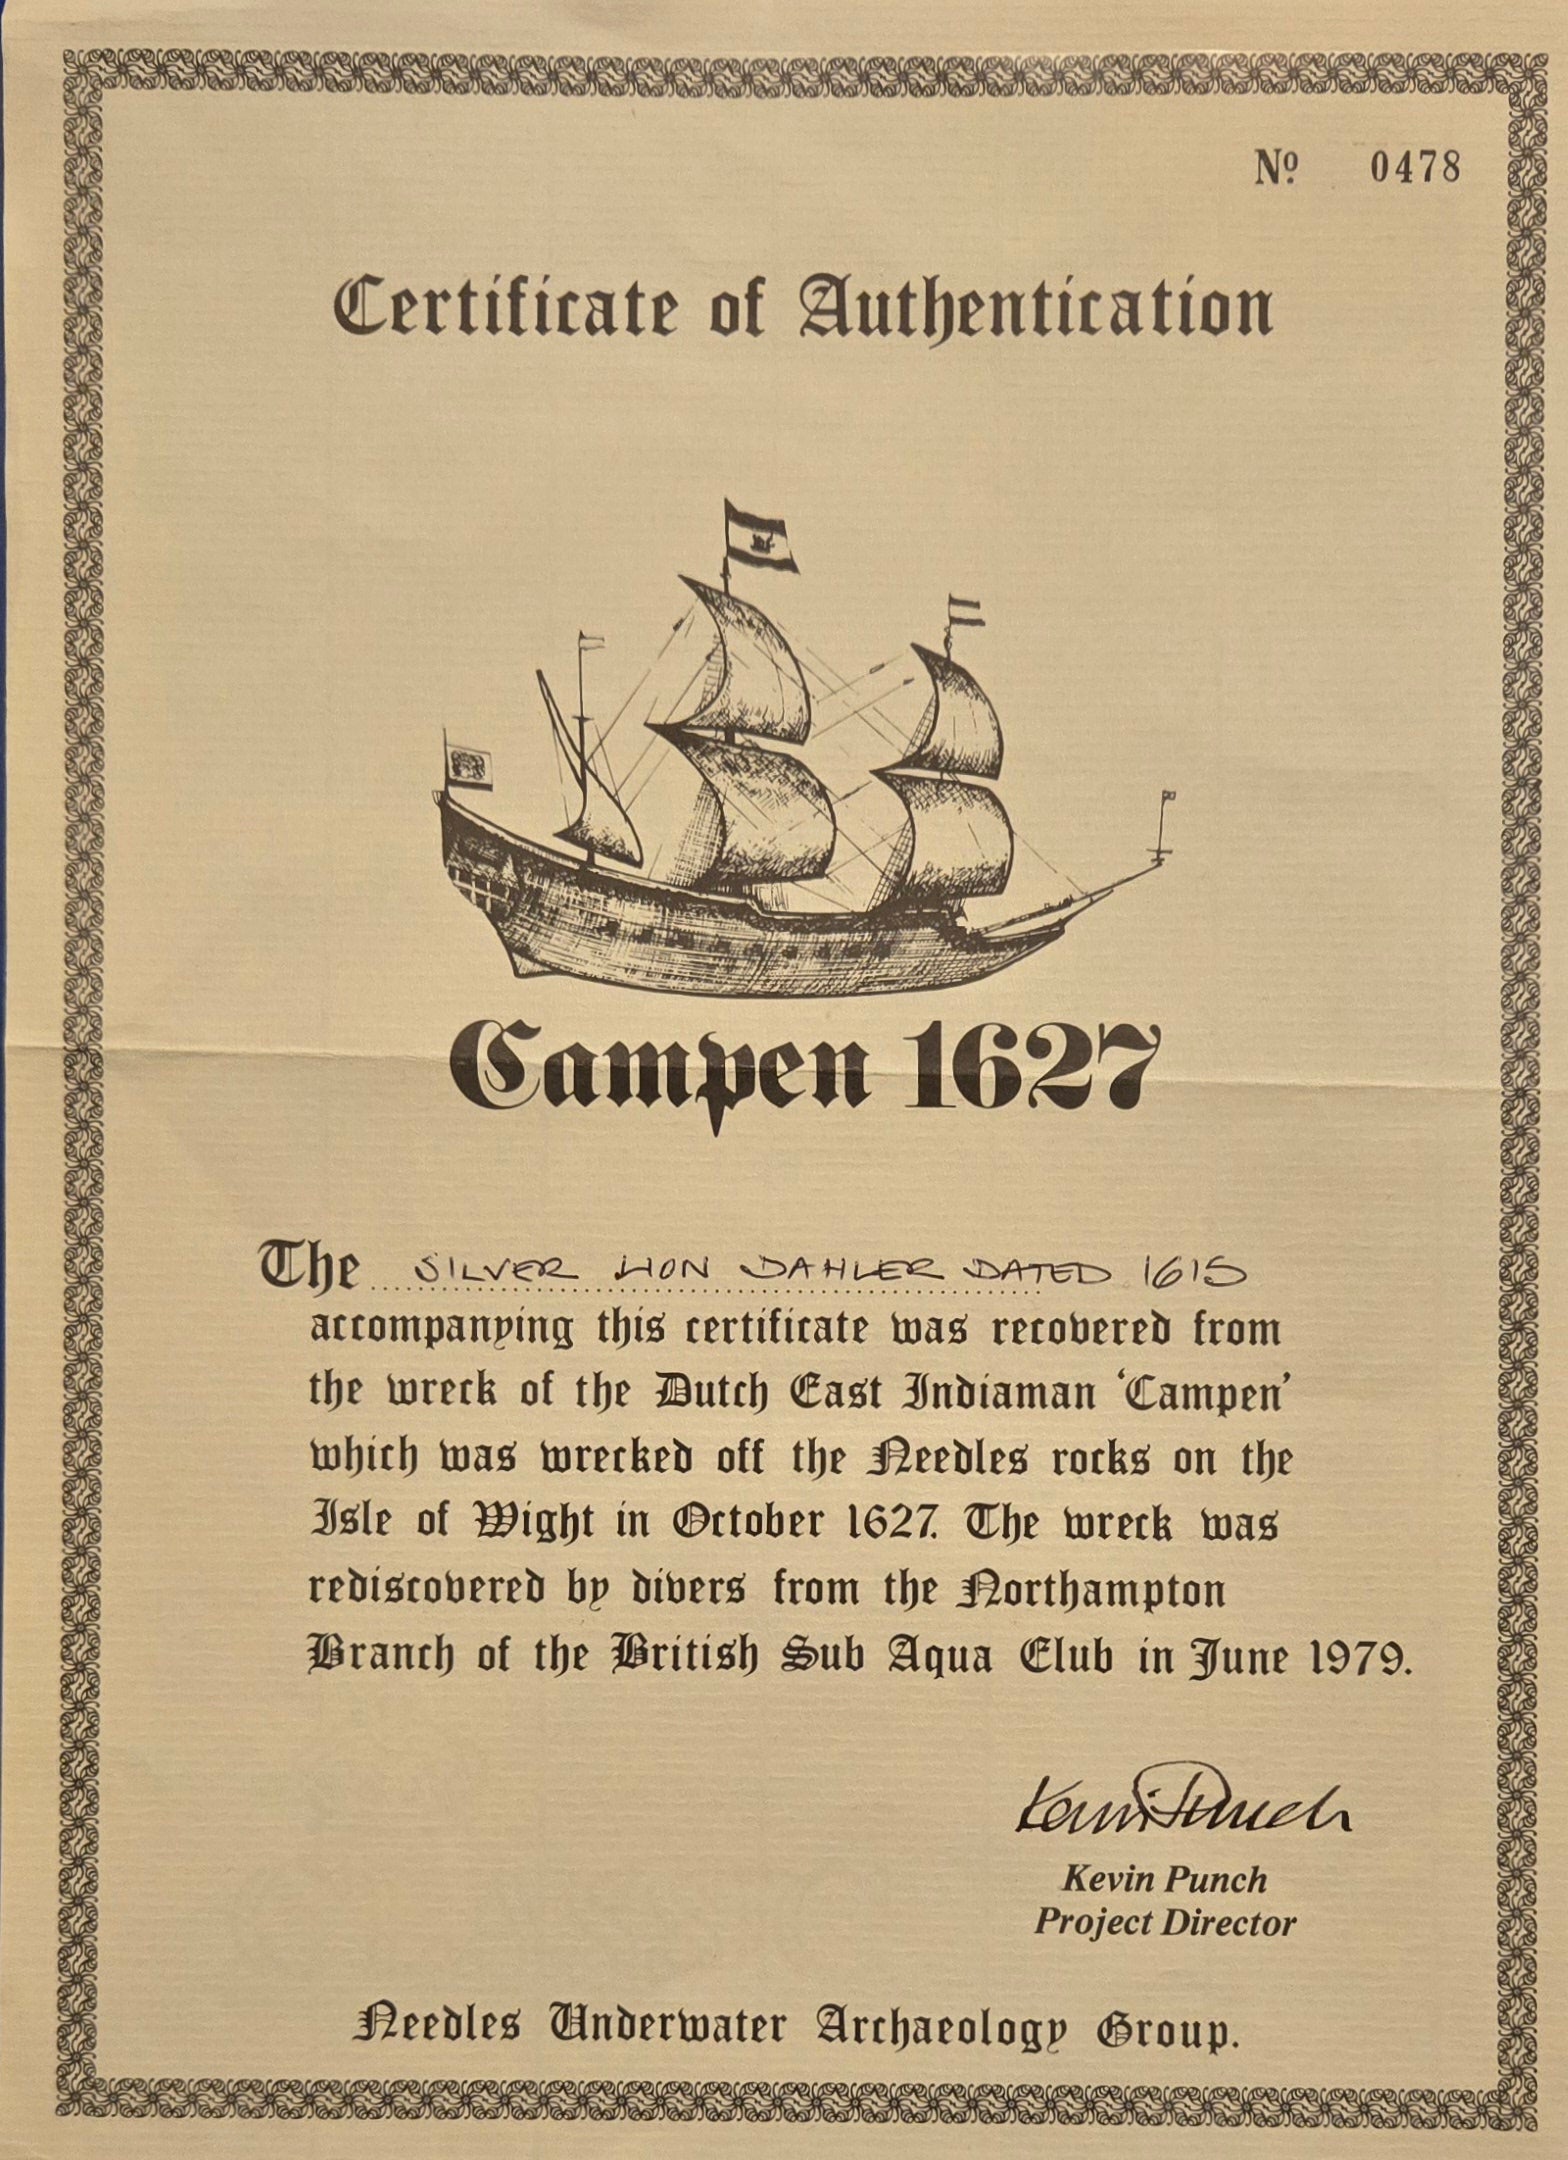 Nº 0478
Certificate of Authentication
Campen 1627
The SILVER LION DAHLER DATED 1615
accompanying this certificate was recovered from
the wreck of the Dutch East Indiaman ‘Campen’
which was wrecked off the Needles rocks on the
Isle of Wight in October 1627. The wreck was
rediscovered by divers from the Northampton
Branch of the British Sub Aqua Club in June 1979.
Kevin Punch
Kevin Punch
Project Director
Needles Underwater Archaeology Group.